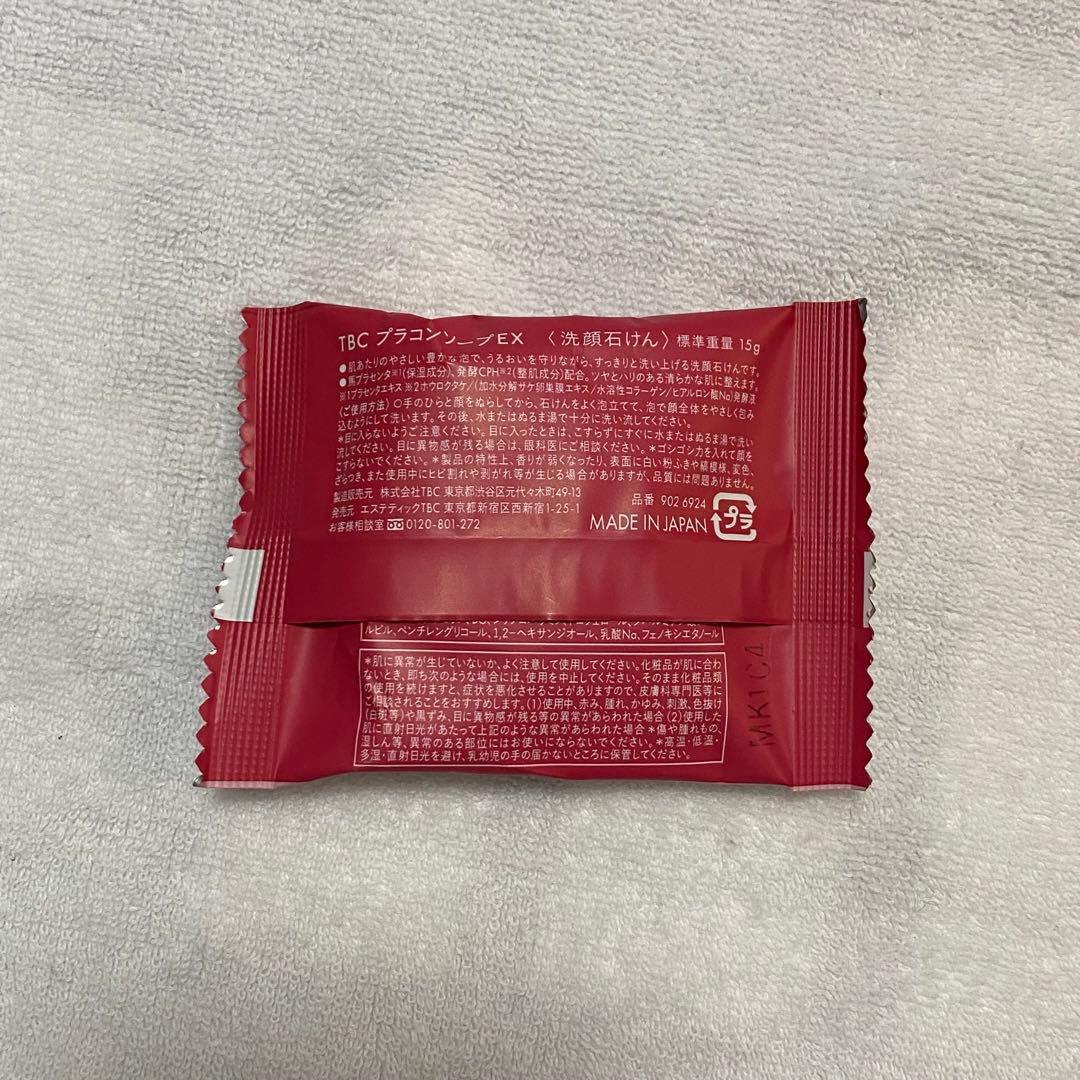 TBC プラコンソープEX 〈洗顔石けん〉標準重量 15g
●肌あたりのやさしい豊かな泡で、うるおいを守りながら、すっきりと洗い上げる洗顔石けんです。
●馬プラセンタ※1(保湿成分)、発酵CPH※2(整肌成分)配合。ツヤとハリのある清らかな肌に整えます。
※1プラセンタエキス ※2ホウロクタケ/(加水分解サケ卵巣膜エキス/水溶性コラーゲン/ヒアルロン酸Na)発酵液
〈ご使用方法〉○手のひらと顔をぬらしてから、石けんをよく泡立てて、泡で顔全体をやさしく包み
込むようにして洗います。その後、水またはぬるま湯で十分に洗い流してください。
*目に入らないようご注意ください。目に入ったときは、こすらずにすぐに水またはぬるま湯で洗い
流してください。目に異物感が残る場合は、眼科医にご相談ください。*ゴシゴシ力を入れて顔を
こすらないでください。*製品の特性上、香りが弱くなったり、表面に白い粉ふきや縞模様、変色、
ざらつき、また使用中にヒビ割れや剥がれ等が生じる場合がありますが、品質には問題ありません。
製造販売元 株式会社TBC 東京都渋谷区元代々木町49-13
発売元 エステティックTBC 東京都新宿区西新宿1-25-1
お客様相談室 0120-801-272
品番 902 6924
MADE IN JAPAN プラ
ルビル、ペンチレングリコール、1,2-ヘキサンジオール、乳酸Na、フェノキシエタノール
*肌に異常が生じていないか、よく注意して使用してください。化粧品が肌に合わ
ないとき、即ち次のような場合には、使用を中止してください。そのまま化粧品類
の使用を続けますと、症状を悪化させることがありますので、皮膚科専門医等に
ご相談されることをおすすめします。(1)使用中、赤み、腫れ、かゆみ、刺激、色抜け
(白斑等)や黒ずみ、目に異物感が残る等の異常があらわれた場合(2)使用した
肌に直射日光があたって上記のような異常があらわれた場合 *傷や腫れもの、
湿しん等、異常のある部位にはお使いにならないでください。*高温・低温・
多湿・直射日光を避け、乳幼児の手の届かないところに保管してください。
MK1C4